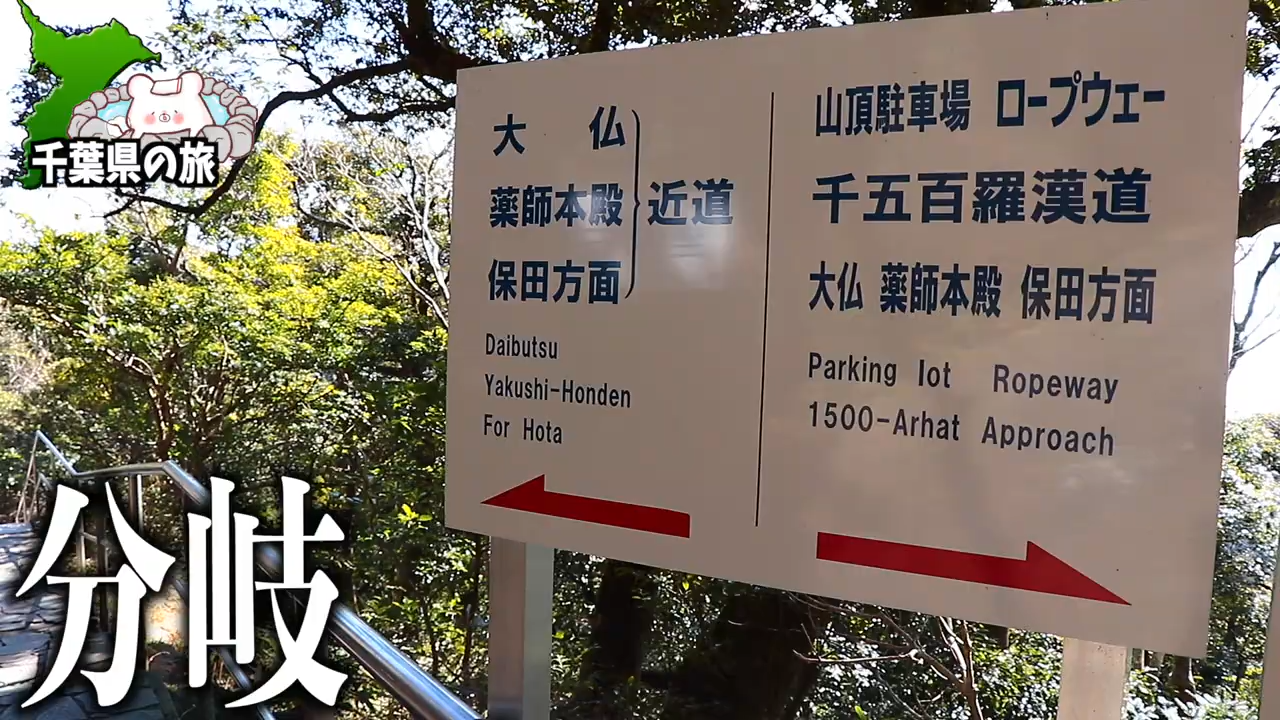 千葉県の旅
大 仏
薬師本殿
近道
保田方面
Daibutsu
Yakushi-Honden
For Hota
山頂駐車場 ロープウェー
千五百羅漢道
大仏 薬師本殿 保田方面
Parking lot Ropeway
1500-Arhat Approach
分岐